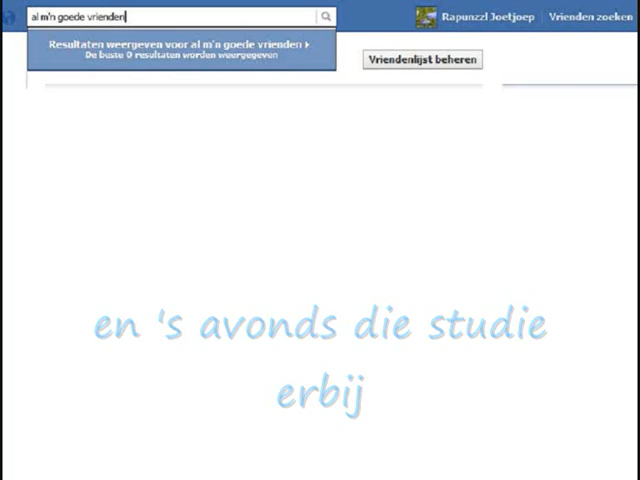 al m'n goede vrienden
Rapunzzl Joetjoep
Vrienden zoeken
Resultaten weergeven voor al m'n goede vrienden
De beste 0 resultaten worden weergegeven
Vriendenlijst beheren
en 's avonds die studie
erbij